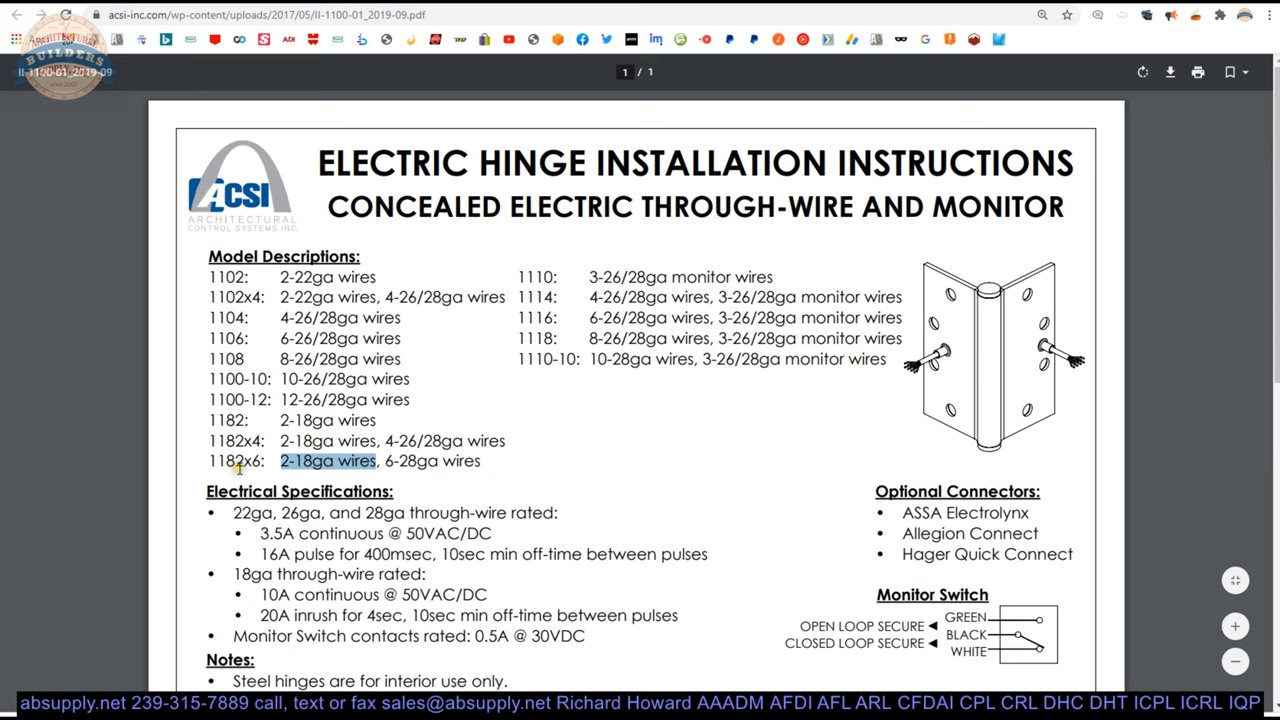 acsi-inc.com/wp-content/uploads/2017/05/II-1100-01_2019-09.pdf
ARCHITECTURAL
BUILDERS
since 2003
II-1100-01_2019-09
1 / 1
ACSI
ARCHITECTURAL
CONTROL SYSTEMS INC.
ELECTRIC HINGE INSTALLATION INSTRUCTIONS
CONCEALED ELECTRIC THROUGH-WIRE AND MONITOR
Model Descriptions:
1102: 2-22ga wires
1102x4: 2-22ga wires, 4-26/28ga wires
1104: 4-26/28ga wires
1106: 6-26/28ga wires
1108 8-26/28ga wires
1100-10: 10-26/28ga wires
1100-12: 12-26/28ga wires
1182: 2-18ga wires
1182x4: 2-18ga wires, 4-26/28ga wires
1182x6: 2-18ga wires, 6-28ga wires
1110: 3-26/28ga monitor wires
1114: 4-26/28ga wires, 3-26/28ga monitor wires
1116: 6-26/28ga wires, 3-26/28ga monitor wires
1118: 8-26/28ga wires, 3-26/28ga monitor wires
1110-10: 10-28ga wires, 3-26/28ga monitor wires
Electrical Specifications:
• 22ga, 26ga, and 28ga through-wire rated:
• 3.5A continuous @ 50VAC/DC
• 16A pulse for 400msec, 10sec min off-time between pulses
• 18ga through-wire rated:
• 10A continuous @ 50VAC/DC
• 20A inrush for 4sec, 10sec min off-time between pulses
• Monitor Switch contacts rated: 0.5A @ 30VDC
Notes:
• Steel hinges are for interior use only.
Optional Connectors:
• ASSA Electrolynx
• Allegion Connect
• Hager Quick Connect
Monitor Switch
OPEN LOOP SECURE
CLOSED LOOP SECURE
GREEN
BLACK
WHITE
absupply.net 239-315-7889 call, text or fax sales@absupply.net Richard Howard AAADM AFDI AFL ARL CFDAI CPL CRL DHC DHT ICPL ICRL IQP